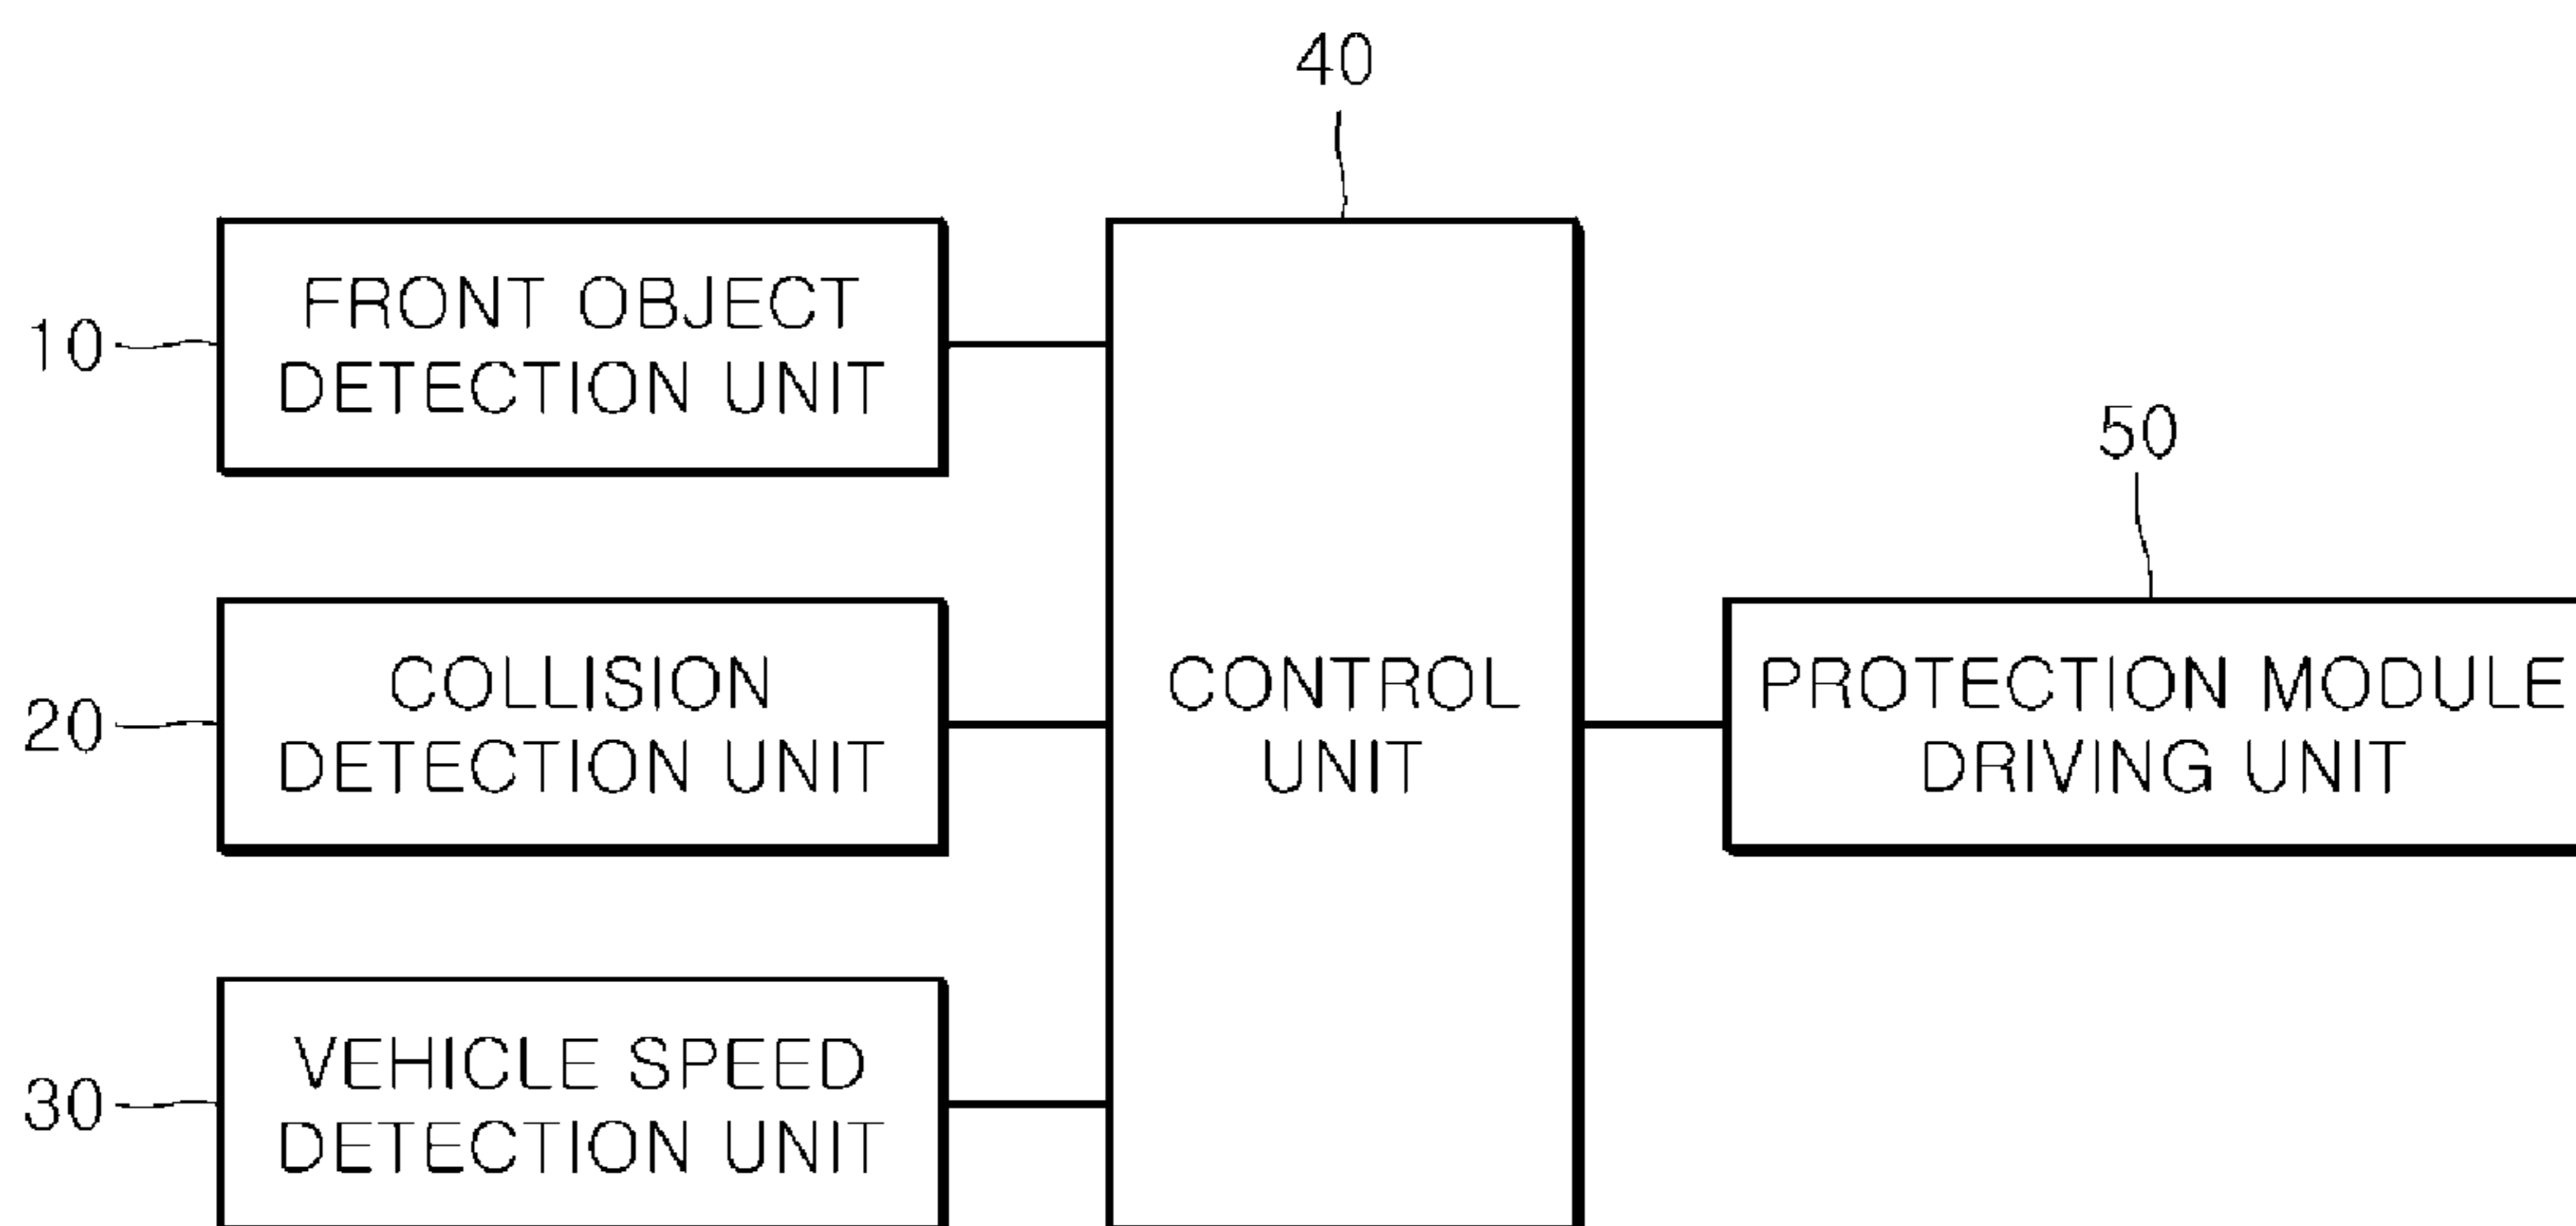 40
10
FRONT OBJECT
DETECTION UNIT
50
20
COLLISION
DETECTION UNIT
CONTROL
UNIT
PROTECTION MODULE
DRIVING UNIT
30
VEHICLE SPEED
DETECTION UNIT